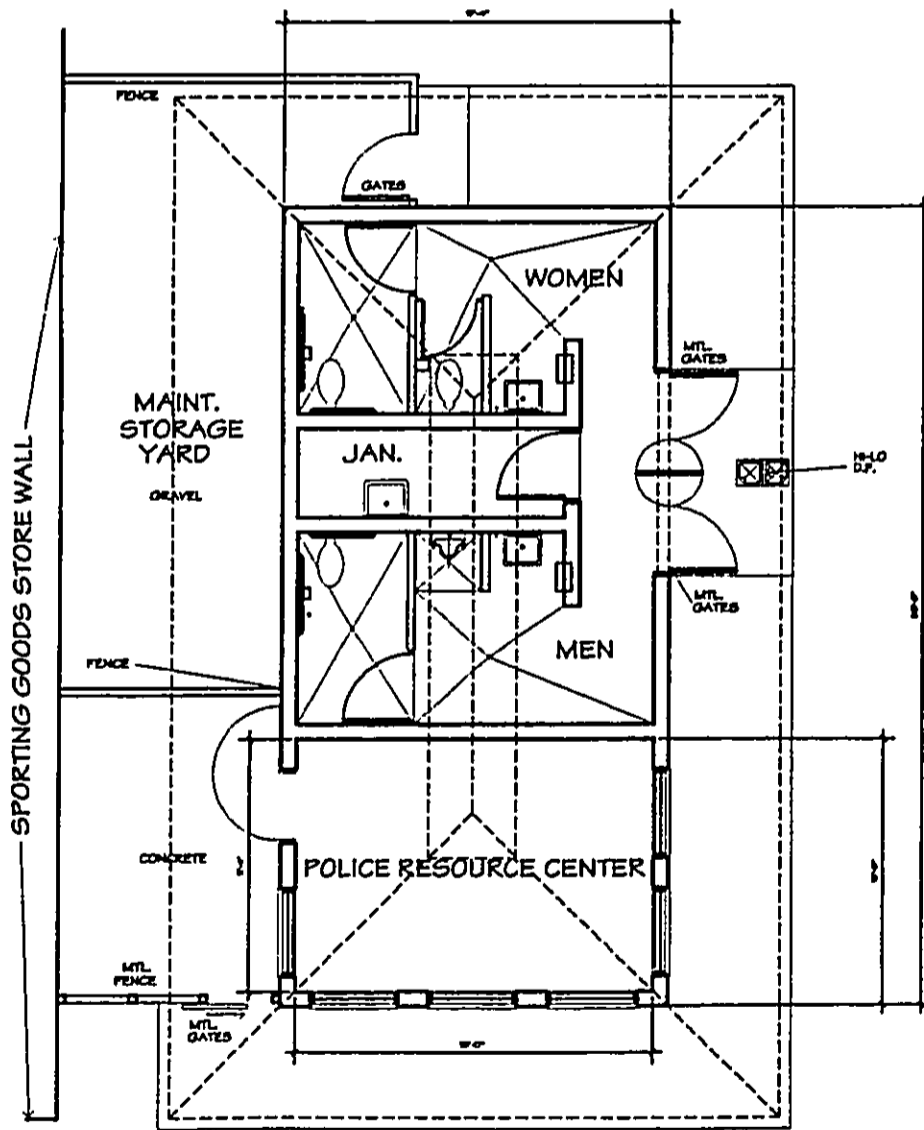 FENCE
GATES
WOMEN
MTL.
GATES
MAINT.
STORAGE
YARD
GRAVEL
JAN.
HI-LO
D.F.
SPORTING GOODS STORE WALL
MTL.
GATES
MEN
FENCE
CONCRETE
POLICE RESOURCE CENTER
MTL.
FENCE
MTL.
GATES